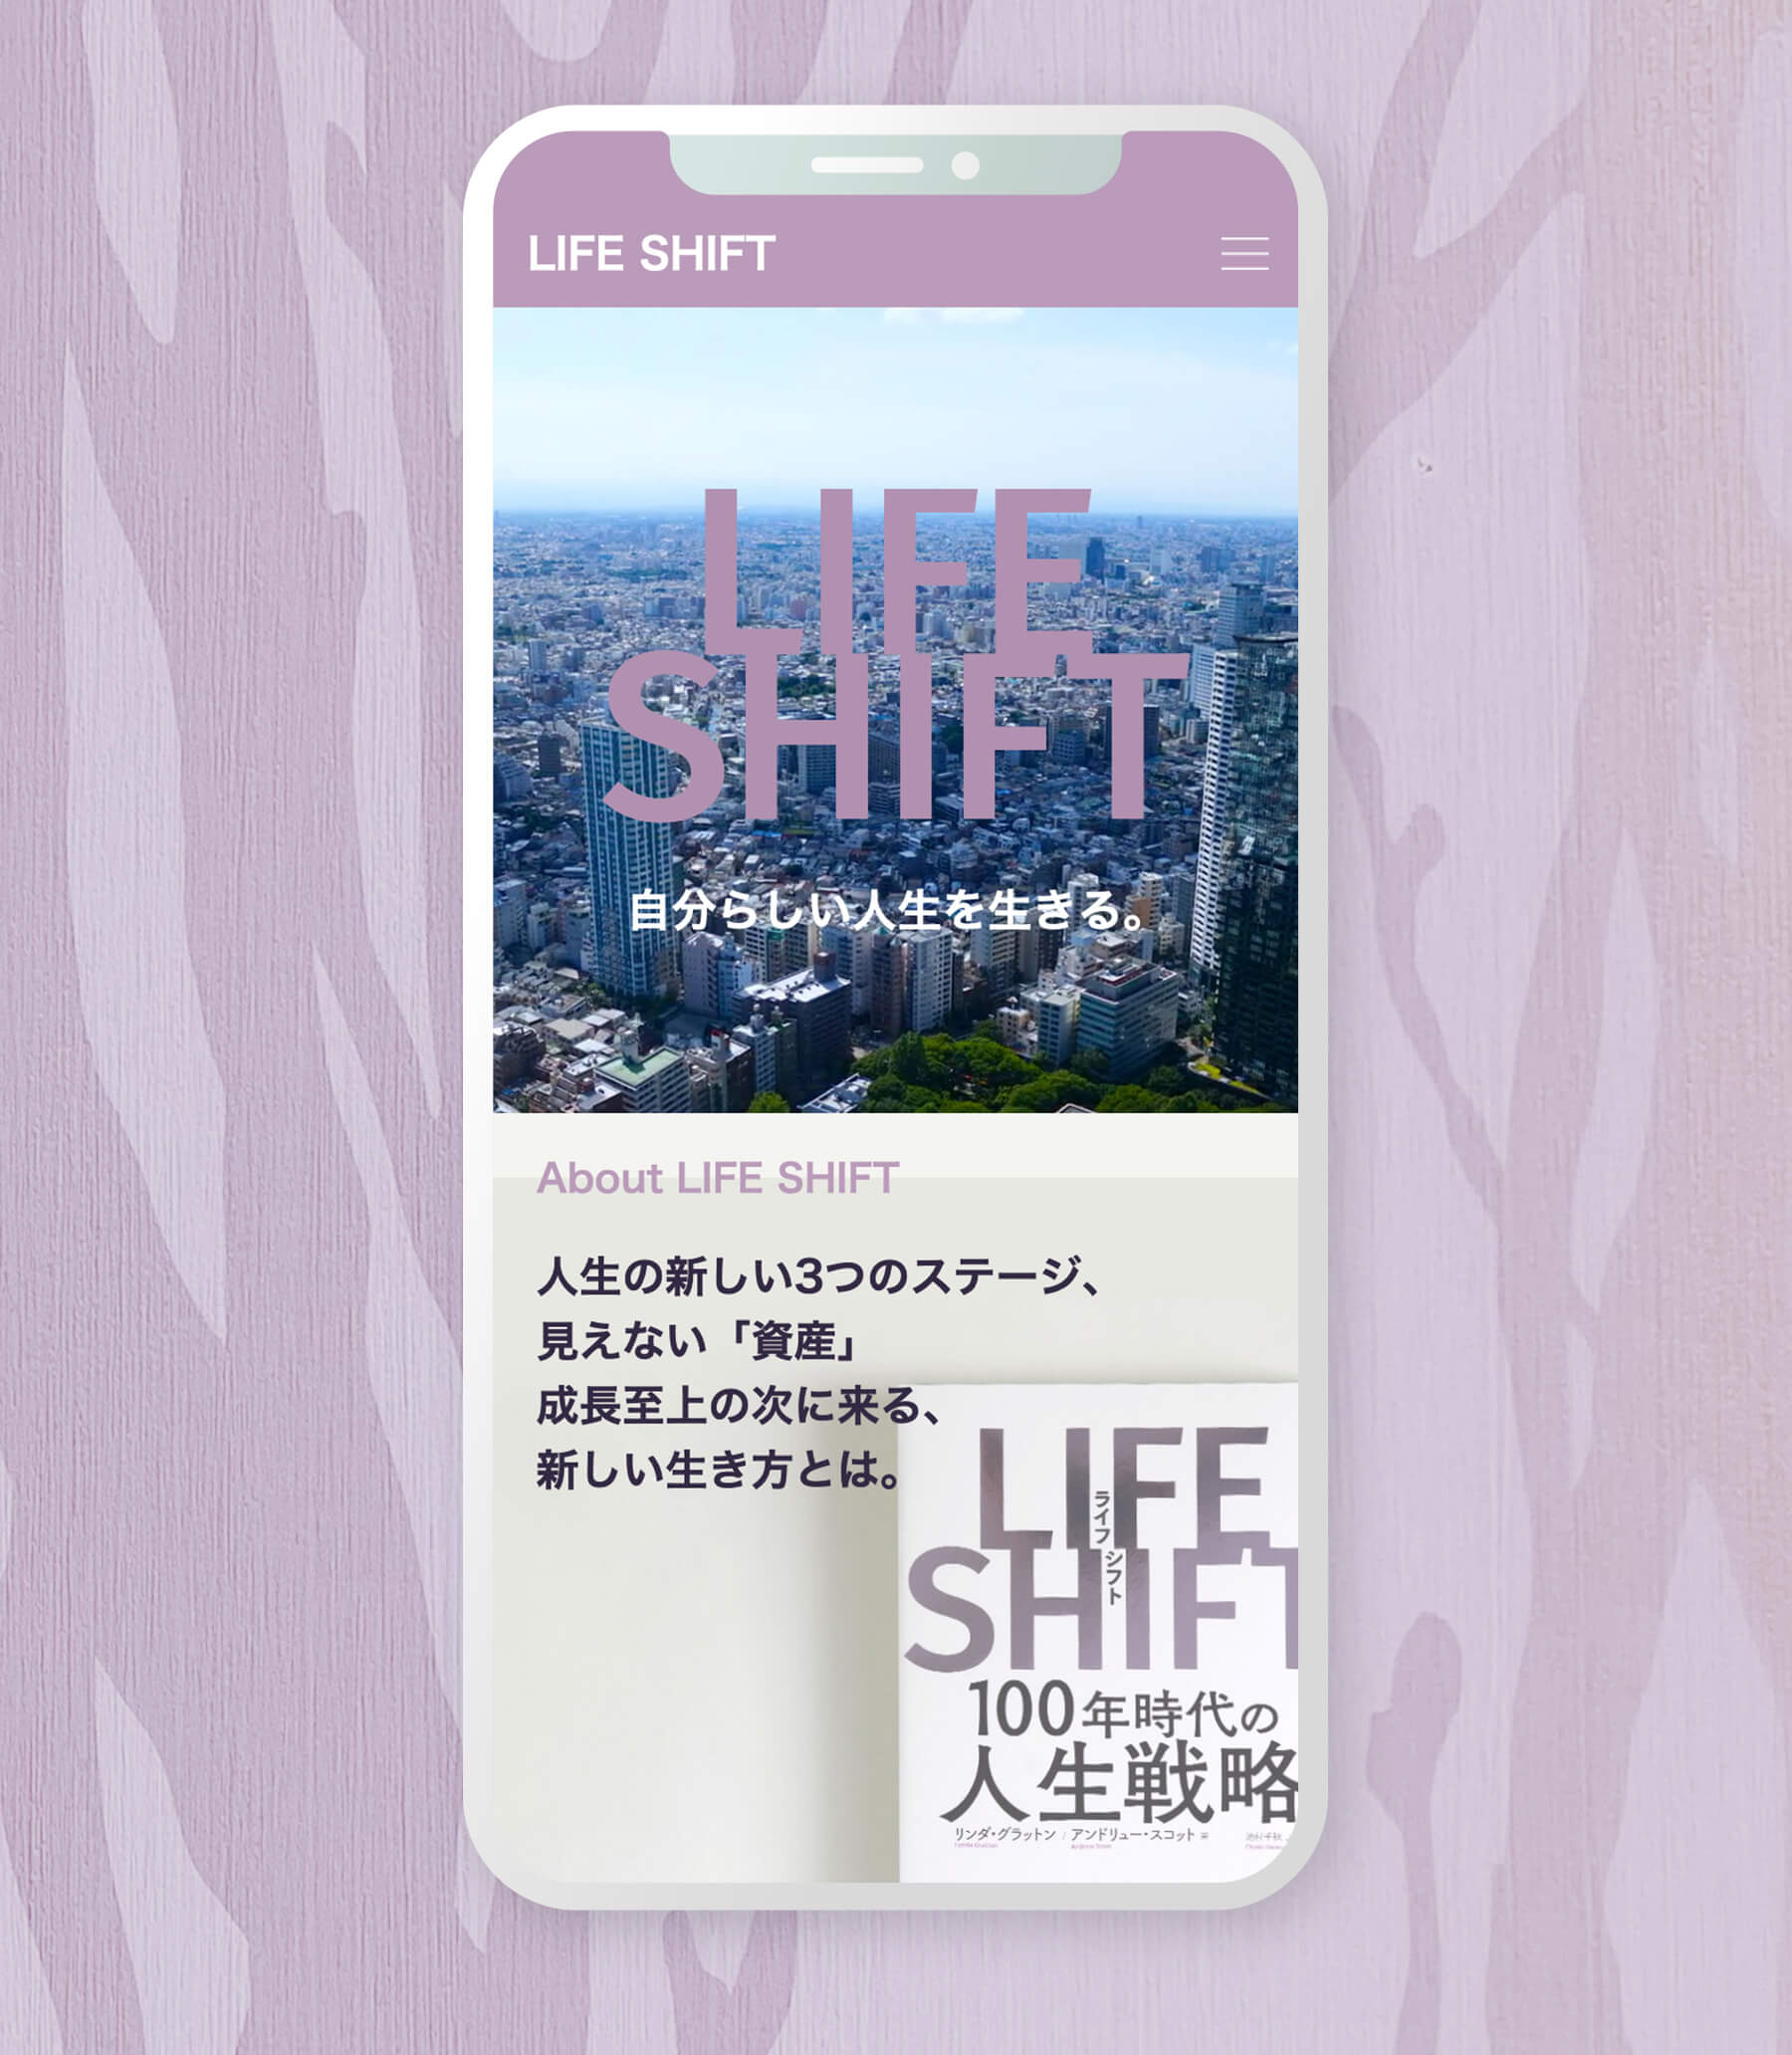 LIFE SHIFT
LIFE
SHIFT
自分らしい人生を生きる。
About LIFE SHIFT
人生の新しい3つのステージ、
見えない「資産」
成長至上の次に来る、
新しい生き方とは。
LIFE
SHIFT
ライフ シフト
100年時代の
人生戦略
リンダ・グラットン / アンドリュー・スコット 著